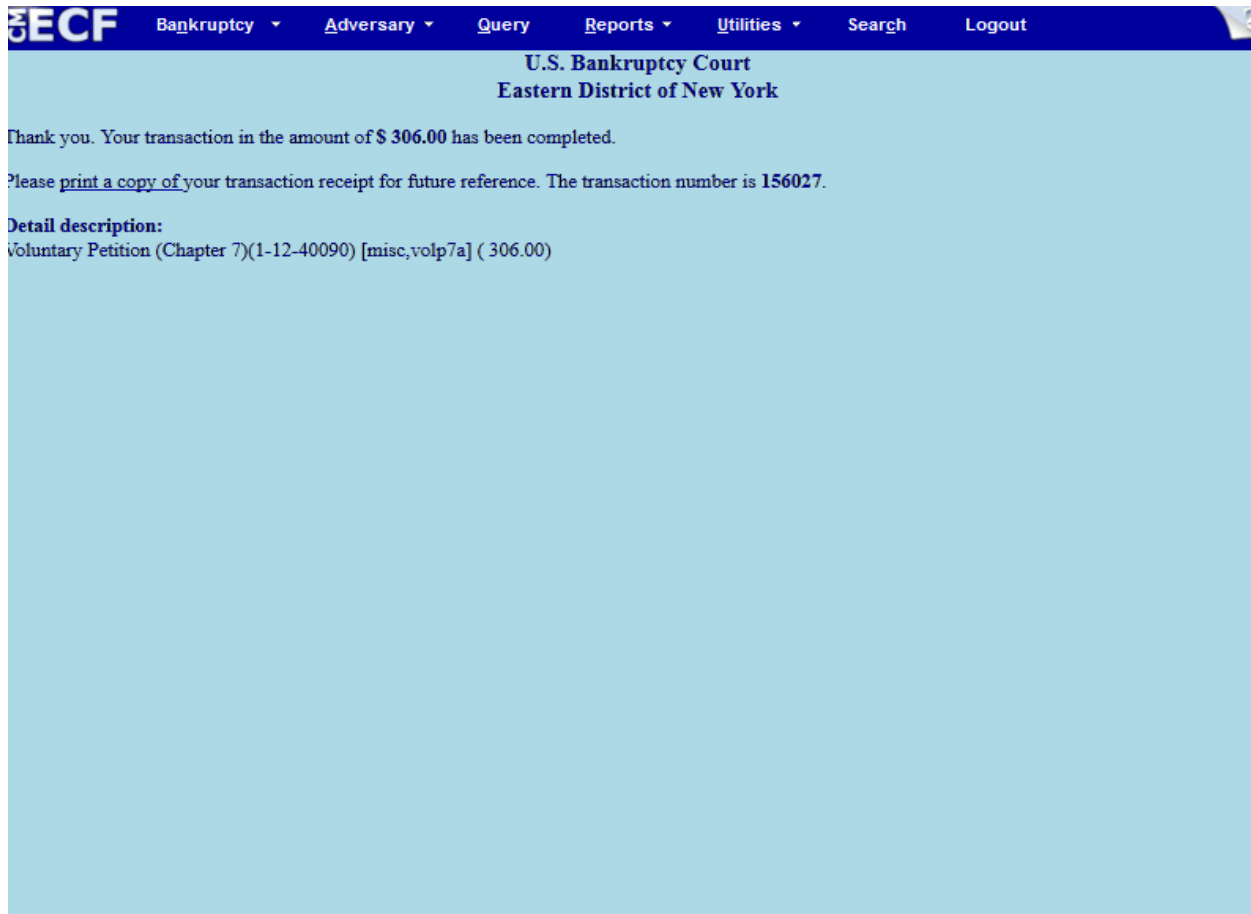 CM
ECF Bankruptcy Adversary Query Reports Utilities Search Logout
U.S. Bankruptcy Court
Eastern District of New York
Thank you. Your transaction in the amount of $ 306.00 has been completed.
Please print a copy of your transaction receipt for future reference. The transaction number is 156027.
Detail description:
Voluntary Petition (Chapter 7)(1-12-40090) [misc,volp7a] ( 306.00)